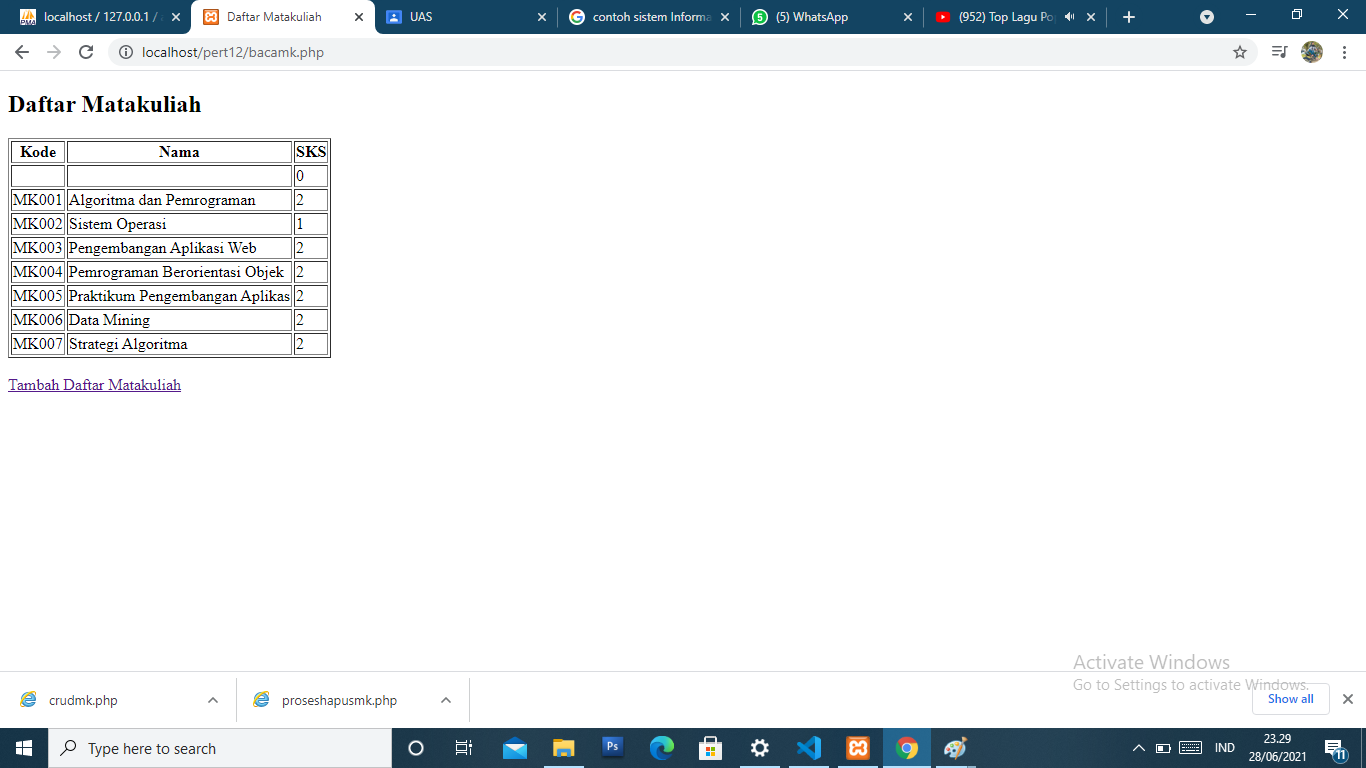 localhost / 127.0.0.1 /
Daftar Matakuliah
UAS
contoh sistem Informa
(5) WhatsApp
(952) Top Lagu Po
localhost/pert12/bacamk.php
Daftar Matakuliah
Kode Nama SKS
0
MK001 Algoritma dan Pemrograman 2
MK002 Sistem Operasi 1
MK003 Pengembangan Aplikasi Web 2
MK004 Pemrograman Berorientasi Objek 2
MK005 Praktikum Pengembangan Aplikas 2
MK006 Data Mining 2
MK007 Strategi Algoritma 2
Tambah Daftar Matakuliah
Activate Windows
Go to Settings to activate Windows.
crudmk.php
proseshapusmk.php
Show all
Type here to search
Ps
IND
23.29
28/06/2021
11